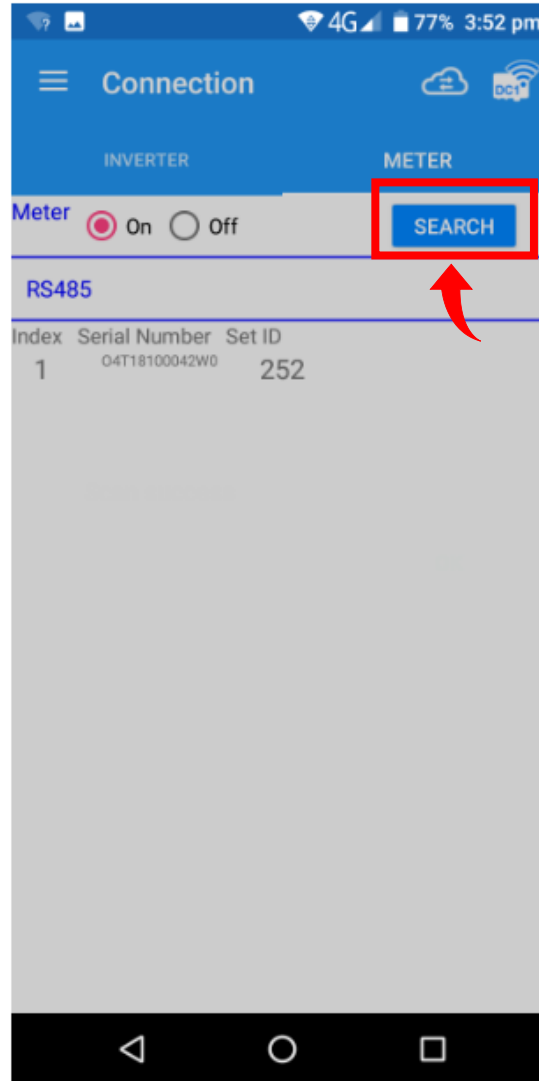 4G 77% 3:52 pm
Connection
DC1
INVERTER METER
Meter On Off SEARCH
RS485
Index Serial Number Set ID
1 O4T18100042W0 252